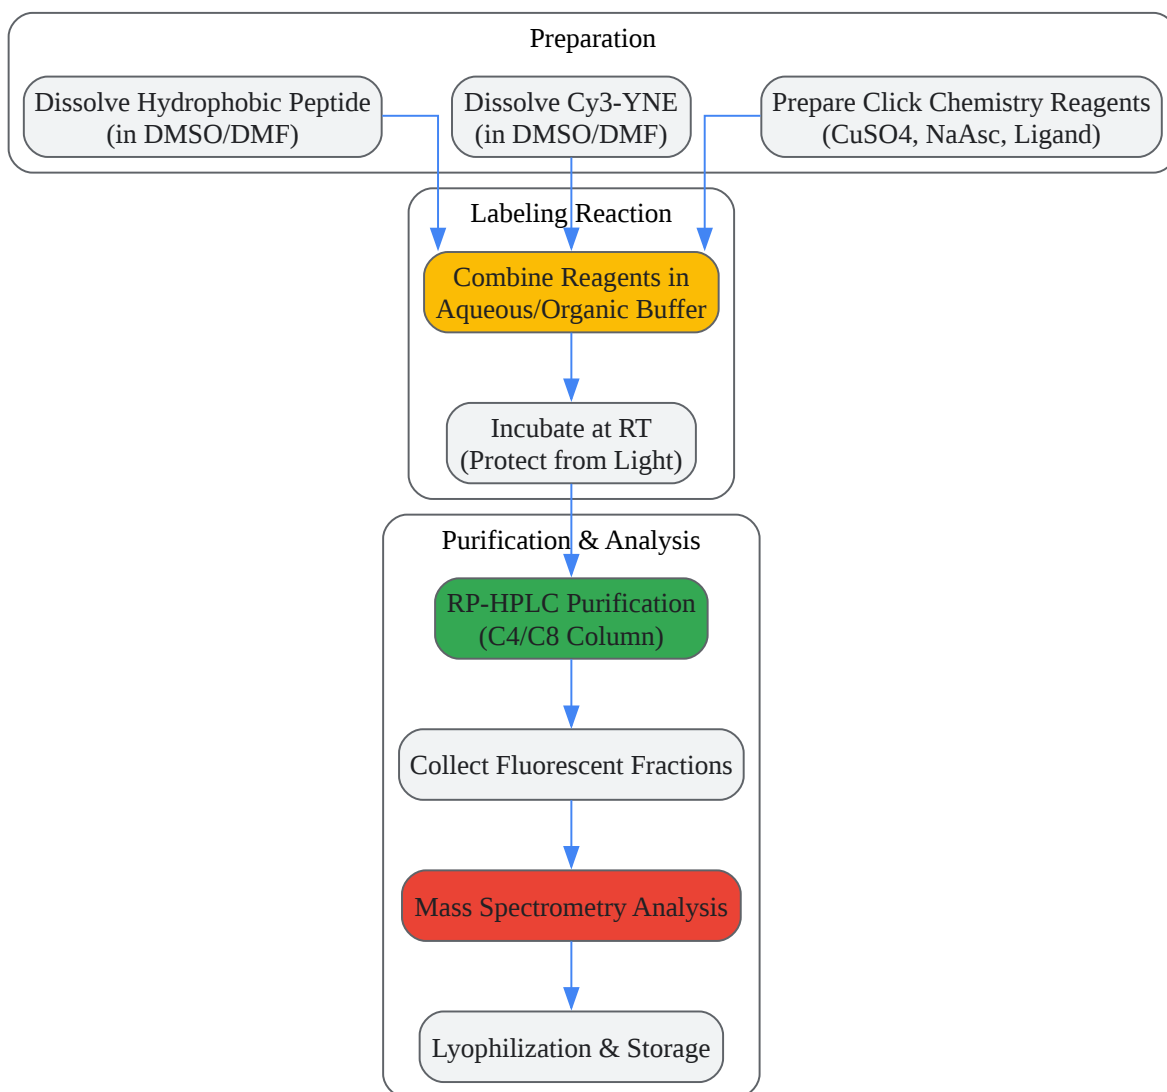 Preparation
Dissolve Hydrophobic Peptide
(in DMSO/DMF)
Dissolve Cy3-YNE
(in DMSO/DMF)
Prepare Click Chemistry Reagents
(CuSO4, NaAsc, Ligand)
Labeling Reaction
Combine Reagents in
Aqueous/Organic Buffer
Incubate at RT
(Protect from Light)
Purification & Analysis
RP-HPLC Purification
(C4/C8 Column)
Collect Fluorescent Fractions
Mass Spectrometry Analysis
Lyophilization & Storage